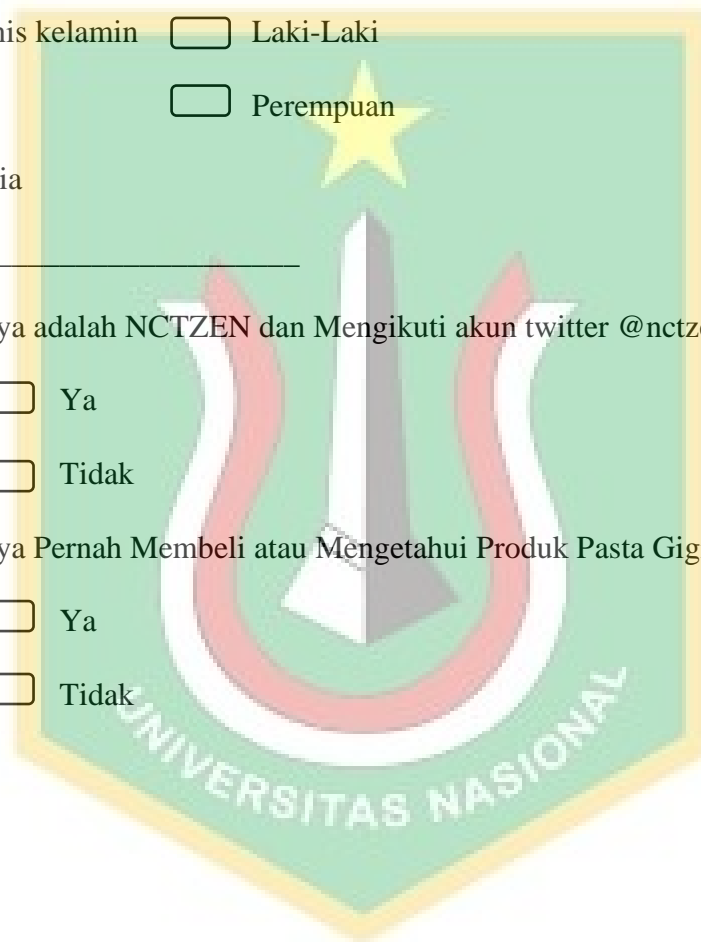 nis kelamin Laki-Laki
Perempuan
ia
ya adalah NCTZEN dan Mengikuti akun twitter @nctze
Ya
Tidak
ya Pernah Membeli atau Mengetahui Produk Pasta Gig
Ya
Tidak
UNIVERSITAS NASIONAL